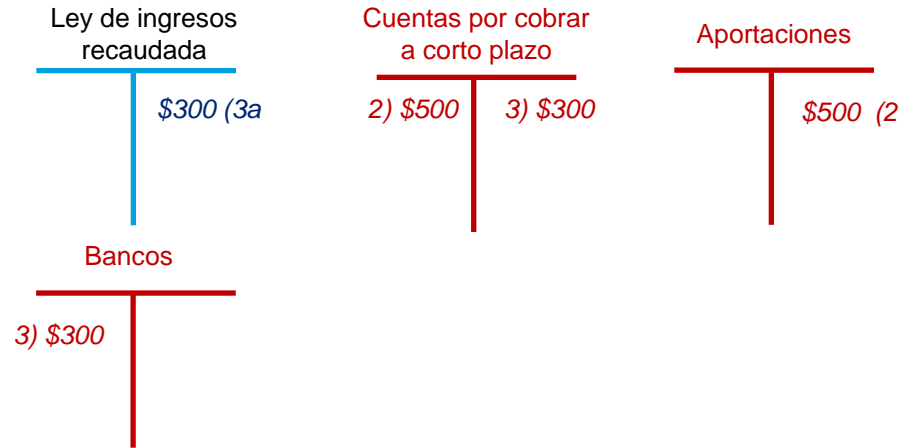 Ley de ingresos
recaudada
Cuentas por cobrar
a corto plazo
Aportaciones
$300 (3a
2) $500
3) $300
$500 (2
Bancos
3) $300